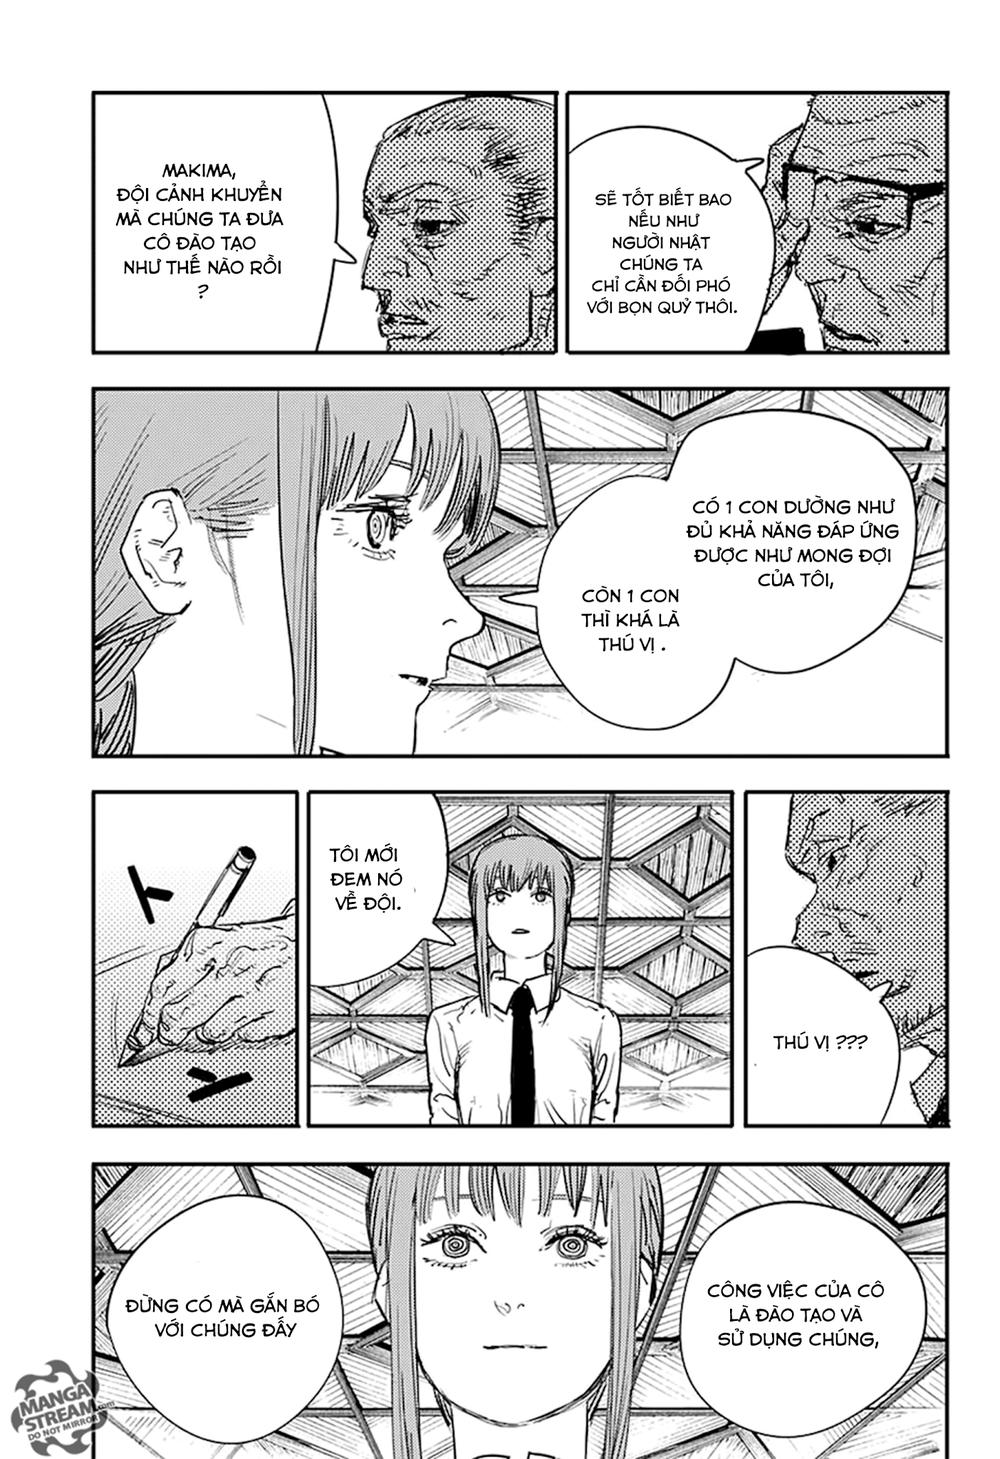 SẼ TỐT BIẾT BAO
NẾU NHƯ
NGƯỜI NHẬT
CHÚNG TA
CHỈ CẦN ĐỐI PHÓ
VỚI BỌN QUỶ THÔI.
MAKIMA,
ĐỘI CẢNH KHUYỂN
MÀ CHÚNG TA ĐƯA
CÔ ĐÀO TẠO
NHƯ THẾ NÀO RỒI
?
CÓ 1 CON DƯỜNG NHƯ
ĐỦ KHẢ NĂNG ĐÁP ỨNG
ĐƯỢC NHƯ MONG ĐỢI
CỦA TÔI,
CÒN 1 CON
THÌ KHÁ LÀ
THÚ VỊ .
THÚ VỊ ???
TÔI MỚI
ĐEM NÓ
VỀ ĐỘI.
トン
CÔNG VIỆC CỦA CÔ
LÀ ĐÀO TẠO VÀ
SỬ DỤNG CHÚNG,
ĐỪNG CÓ MÀ GẮN BÓ
VỚI CHÚNG ĐẤY
MANGA
STREAM.com
DO NOT MIRROR